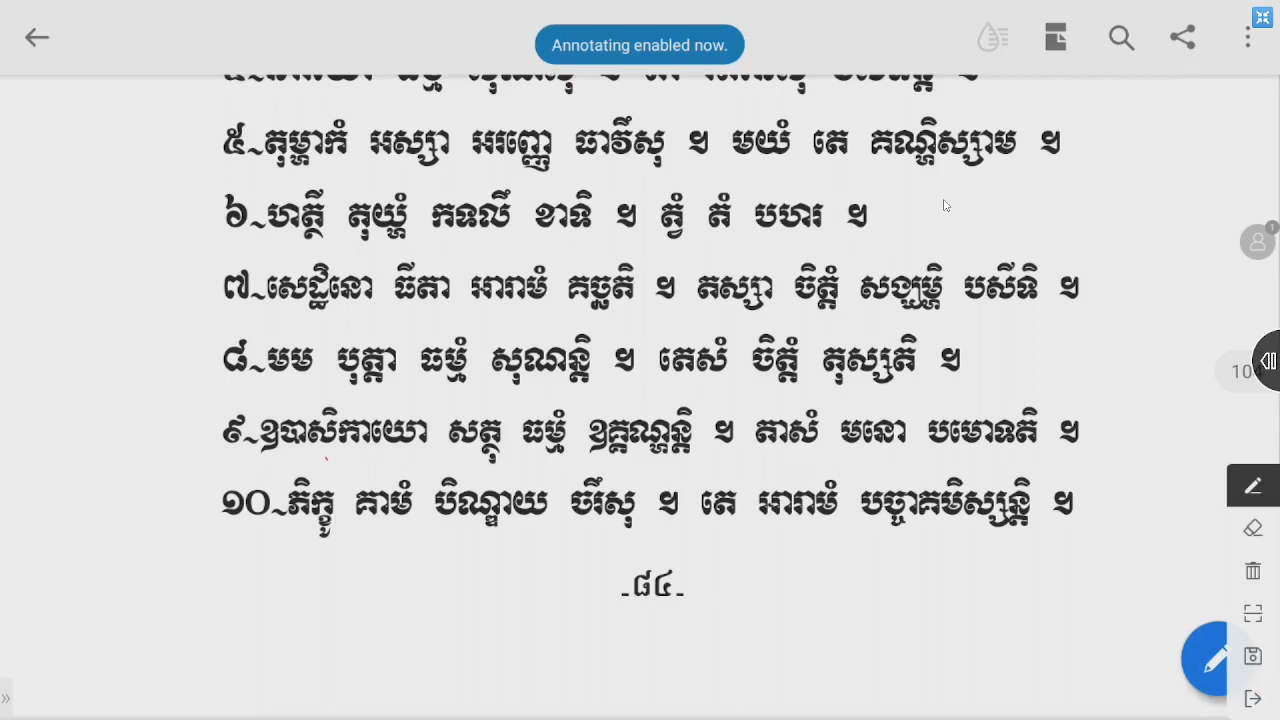 Annotating enabled now.
៥~តុម្ហាកំ អស្សា អរញ្ញេ ធាវឹសុ ។ មយំ តេ គណ្ហិស្សាម ។
៦~ហត្ថី តុយ្ហំ កទលឹ ខាទិ ។ ត្វំ តំ បហរ ។
៧~សេដ្ឋិនោ ធីតា អារាមំ គច្ឆតិ ។ តស្សា ចិត្តំ សង្ឃម្ហិ បសីទិ ។
៨~មម បុត្តា ធម្មំ សុណន្តិ ។ តេសំ ចិត្តំ តុស្សតិ ។
៩~ឧបាសិកាយោ សត្ថុ ធម្មំ ឧគ្គណ្ហន្តិ ។ តាសំ មនោ បមោទតិ ។
១០~ភិក្ខូ គាមំ បិណ្ឌាយ ចរឹសុ ។ តេ អារាមំ បច្ចាគមិស្សន្តិ ។
-៨៤-